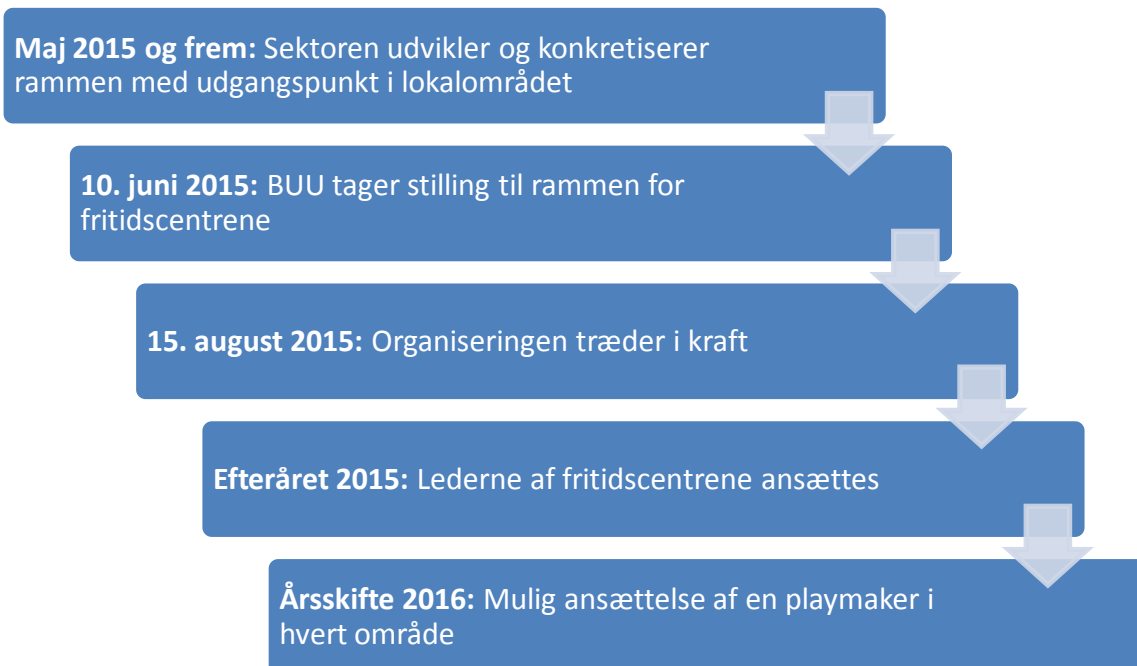 Maj 2015 og frem: Sektoren udvikler og konkretiserer
rammen med udgangspunkt i lokalområdet
10. juni 2015: BUU tager stilling til rammen for
fritidscentrene
15. august 2015: Organiseringen træder i kraft
Efteråret 2015: Lederne af fritidscentrene ansættes
Årsskifte 2016: Mulig ansættelse af en playmaker i
hvert område